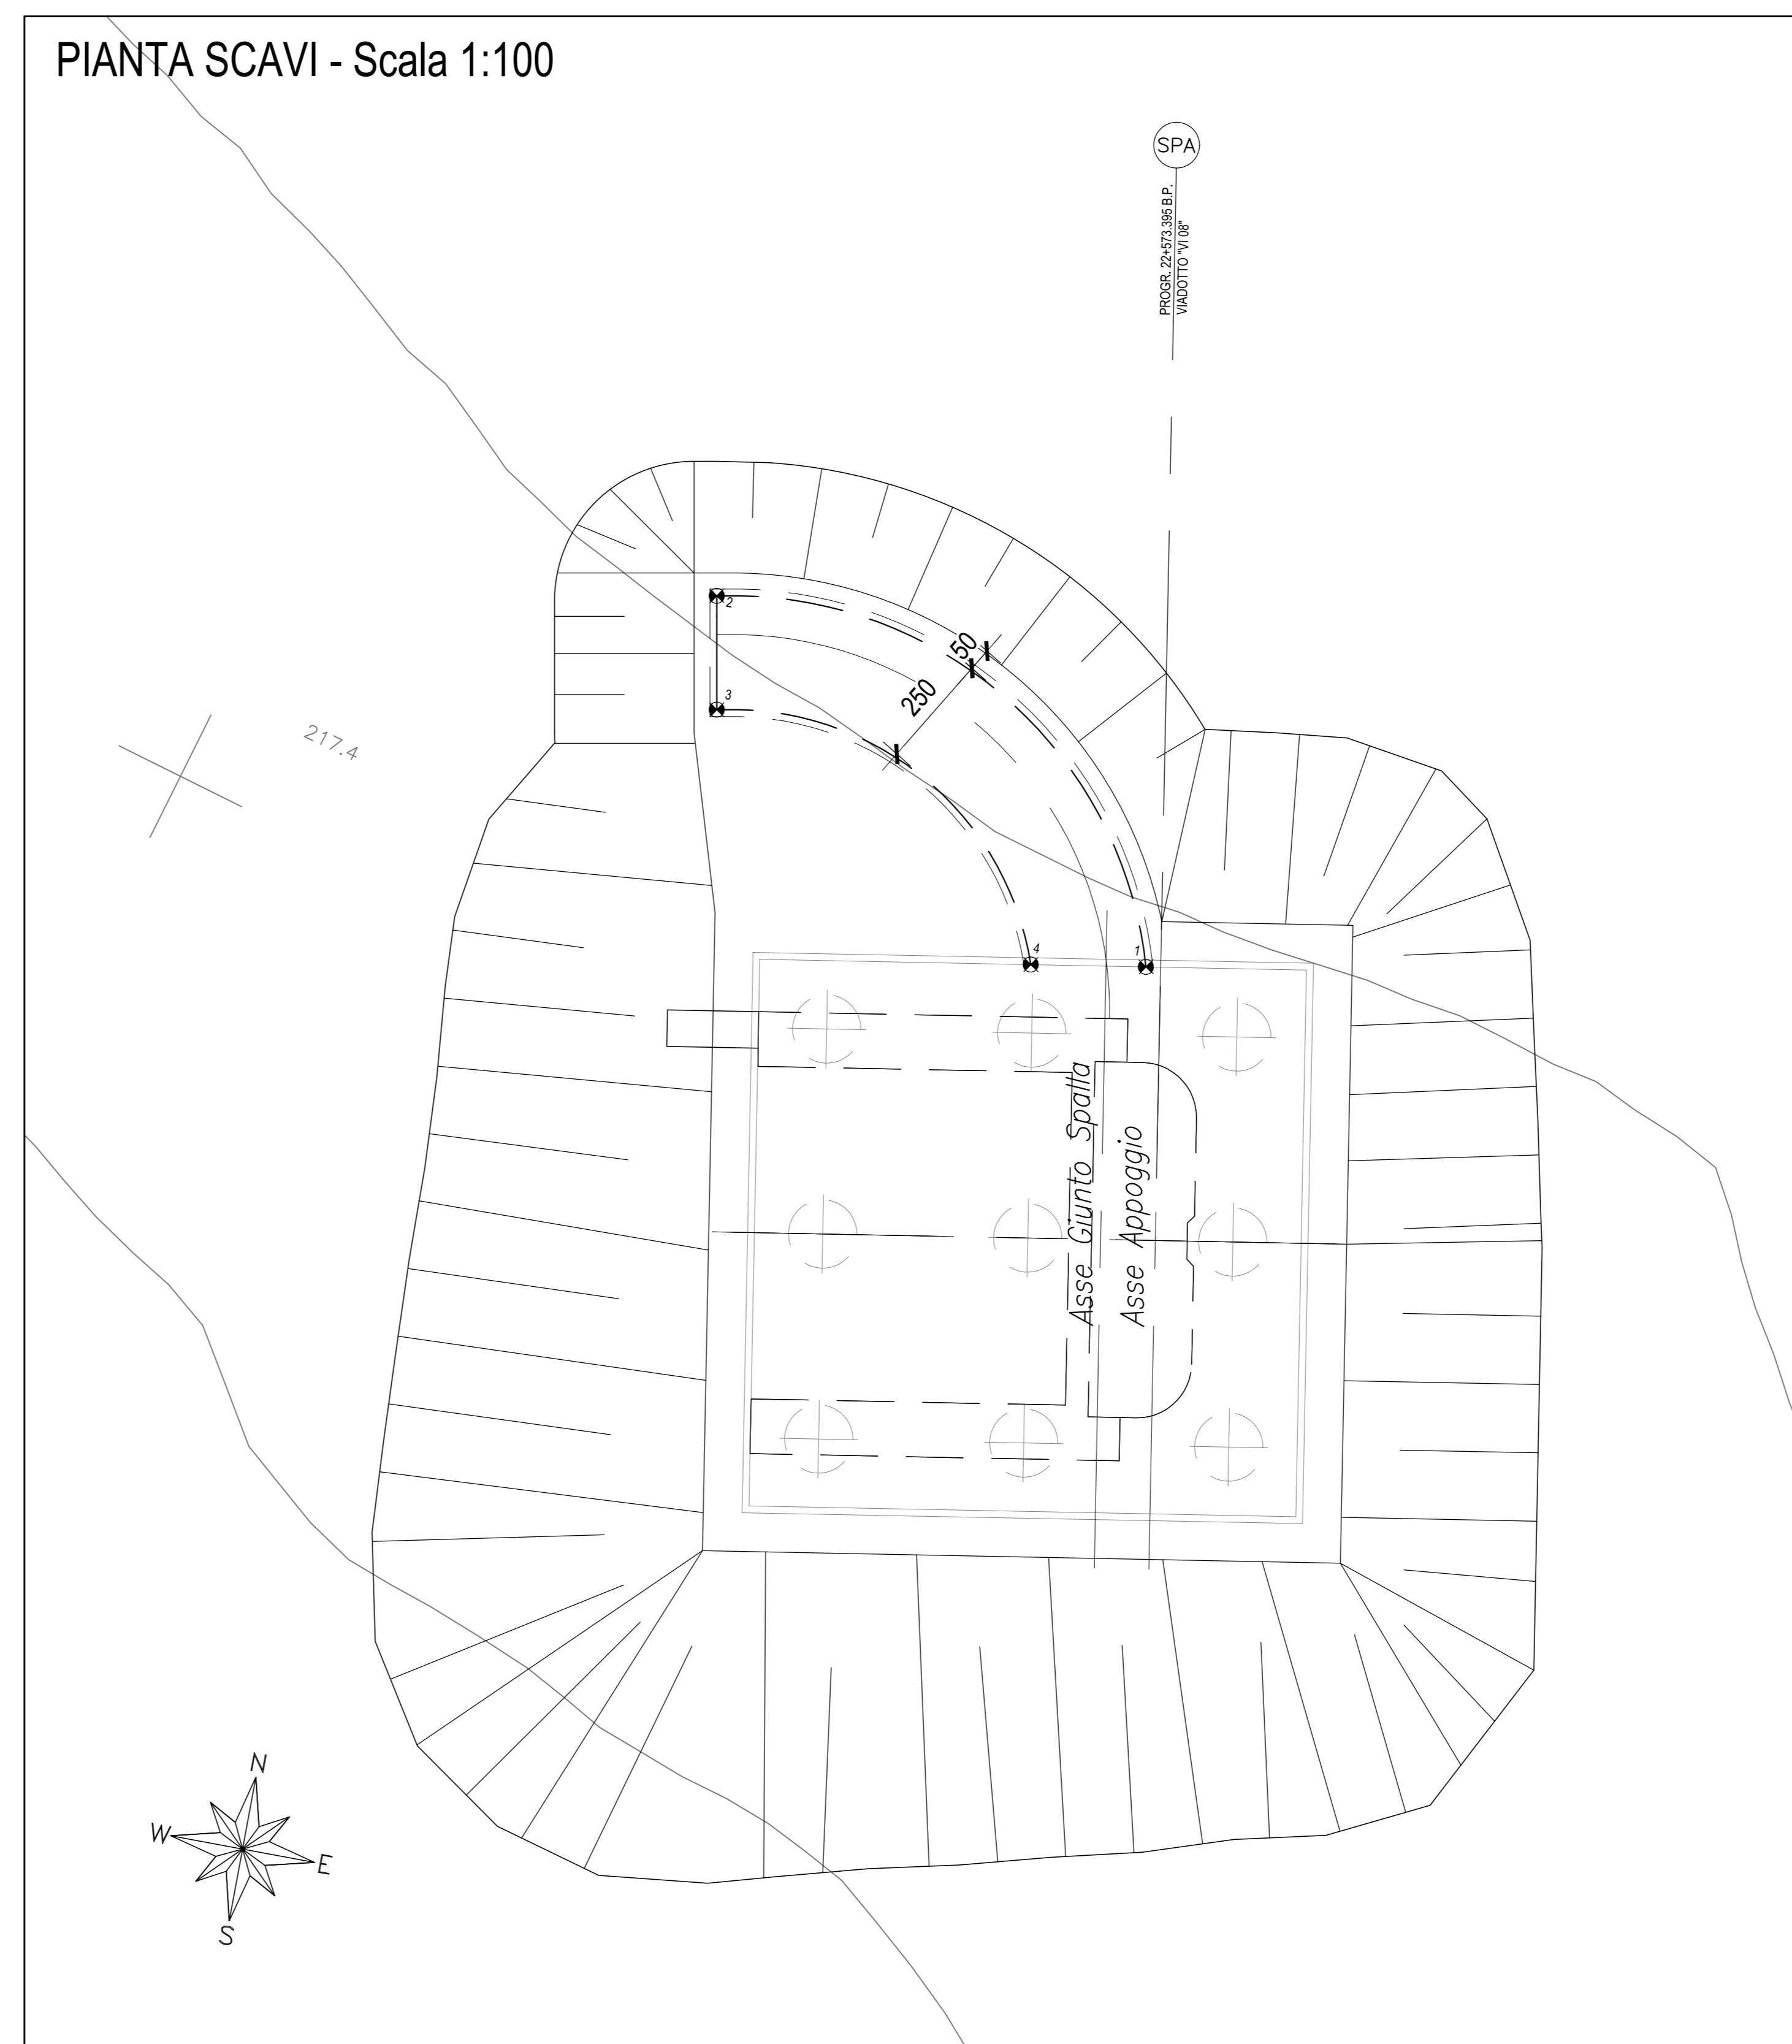 PIANTA SCAVI - Scala 1:100
SPA
PROGR. 22+573.395 B.P.
VIADOTTO "VI 08"
2
50
250
3
217.4
4
1
Asse Giunto Spalla
Asse Appoggio
N
W
E
S